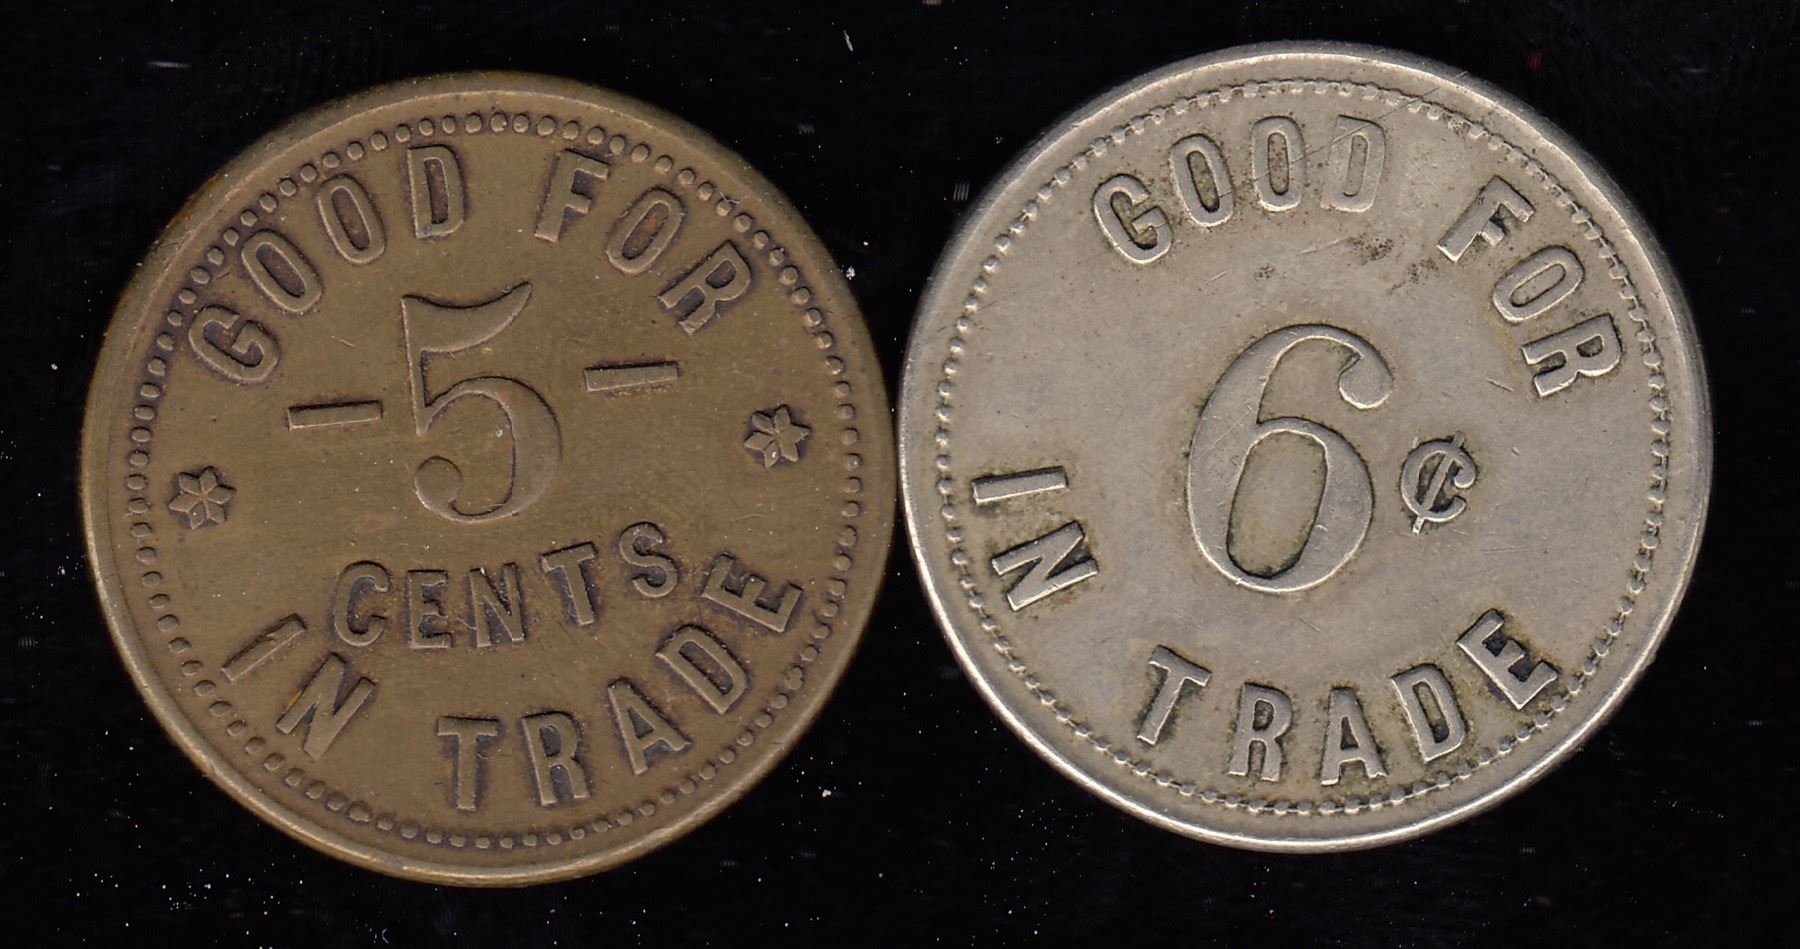 GOOD FOR
-5-
CENTS
IN TRADE
GOOD FOR
6¢
IN TRADE